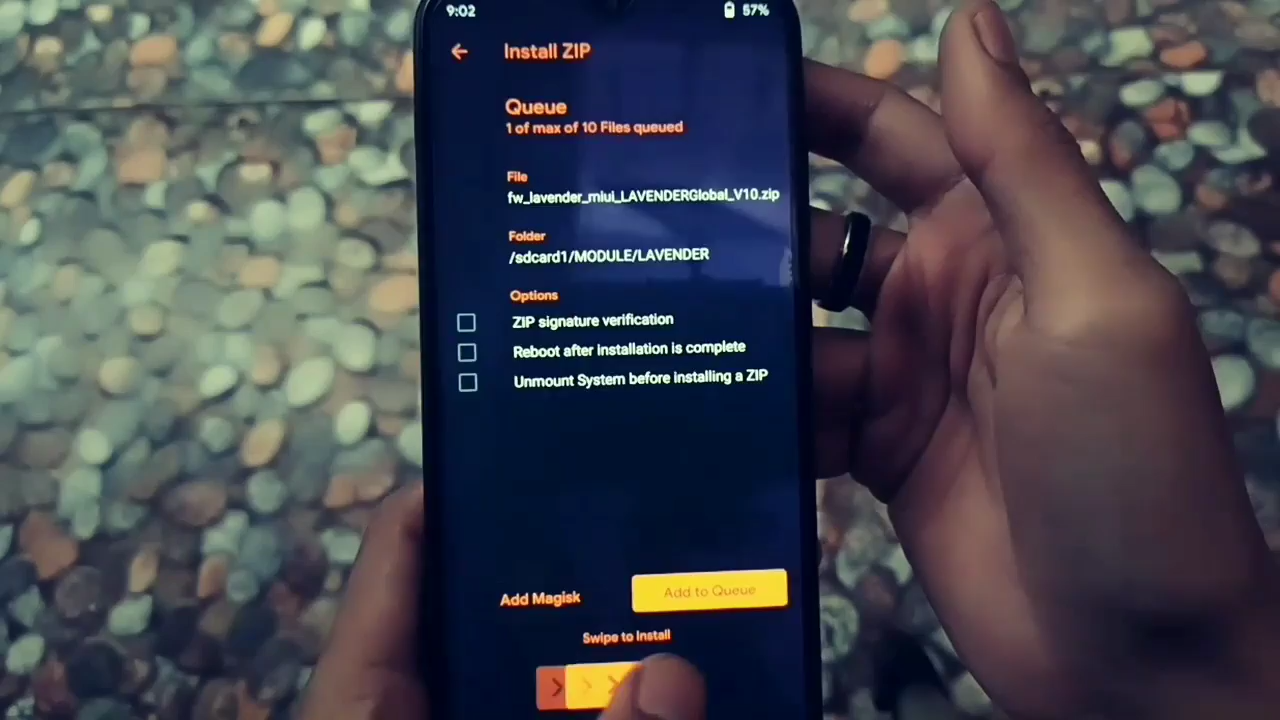 9:02
57%
Install ZIP
Queue
1 of max of 10 Files queued
File
fw_lavender_miui_LAVENDERGlobal_V10.zip
Folder
/sdcard1/MODULE/LAVENDER
Options
ZIP signature verification
Reboot after installation is complete
Unmount System before installing a ZIP
Add Magisk
Add to Queue
Swipe to Install